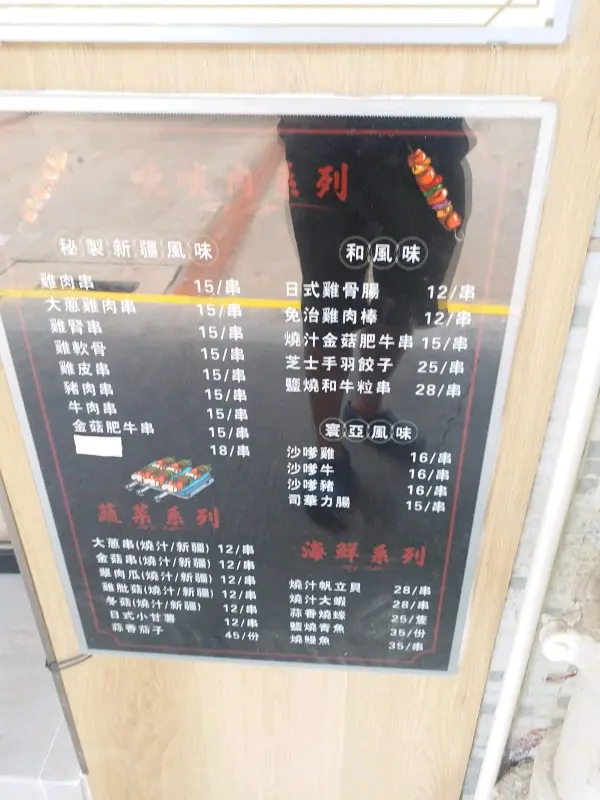 啖啖肉系列
秘製新疆風味
雞肉串 15/串
大蔥雞肉串 15/串
雞腎串 15/串
雞軟骨 15/串
雞皮串 15/串
豬肉串 15/串
牛肉串 15/串
金菇肥牛串 15/串
18/串
和風味
日式雞骨腸 12/串
免治雞肉棒 12/串
燒汁金菇肥牛串 15/串
芝士手羽餃子 25/串
鹽燒和牛粒串 28/串
寰亞風味
沙嗲雞 16/串
沙嗲牛 16/串
沙嗲豬 16/串
司華力腸 15/串
蔬菜系列
大蔥串(燒汁/新疆) 12/串
金菇串(燒汁/新疆) 12/串
翠肉瓜(燒汁/新疆) 12/串
雞肶菇(燒汁/新疆) 12/串
冬菇(燒汁/新疆) 12/串
日式小甘薯 12/串
蒜香茄子 45/份
海鮮系列
燒汁帆立貝 28/串
燒汁大蝦 28/串
蒜香燒蠔 25/隻
鹽燒青魚 35/份
燒鰻魚 35/串